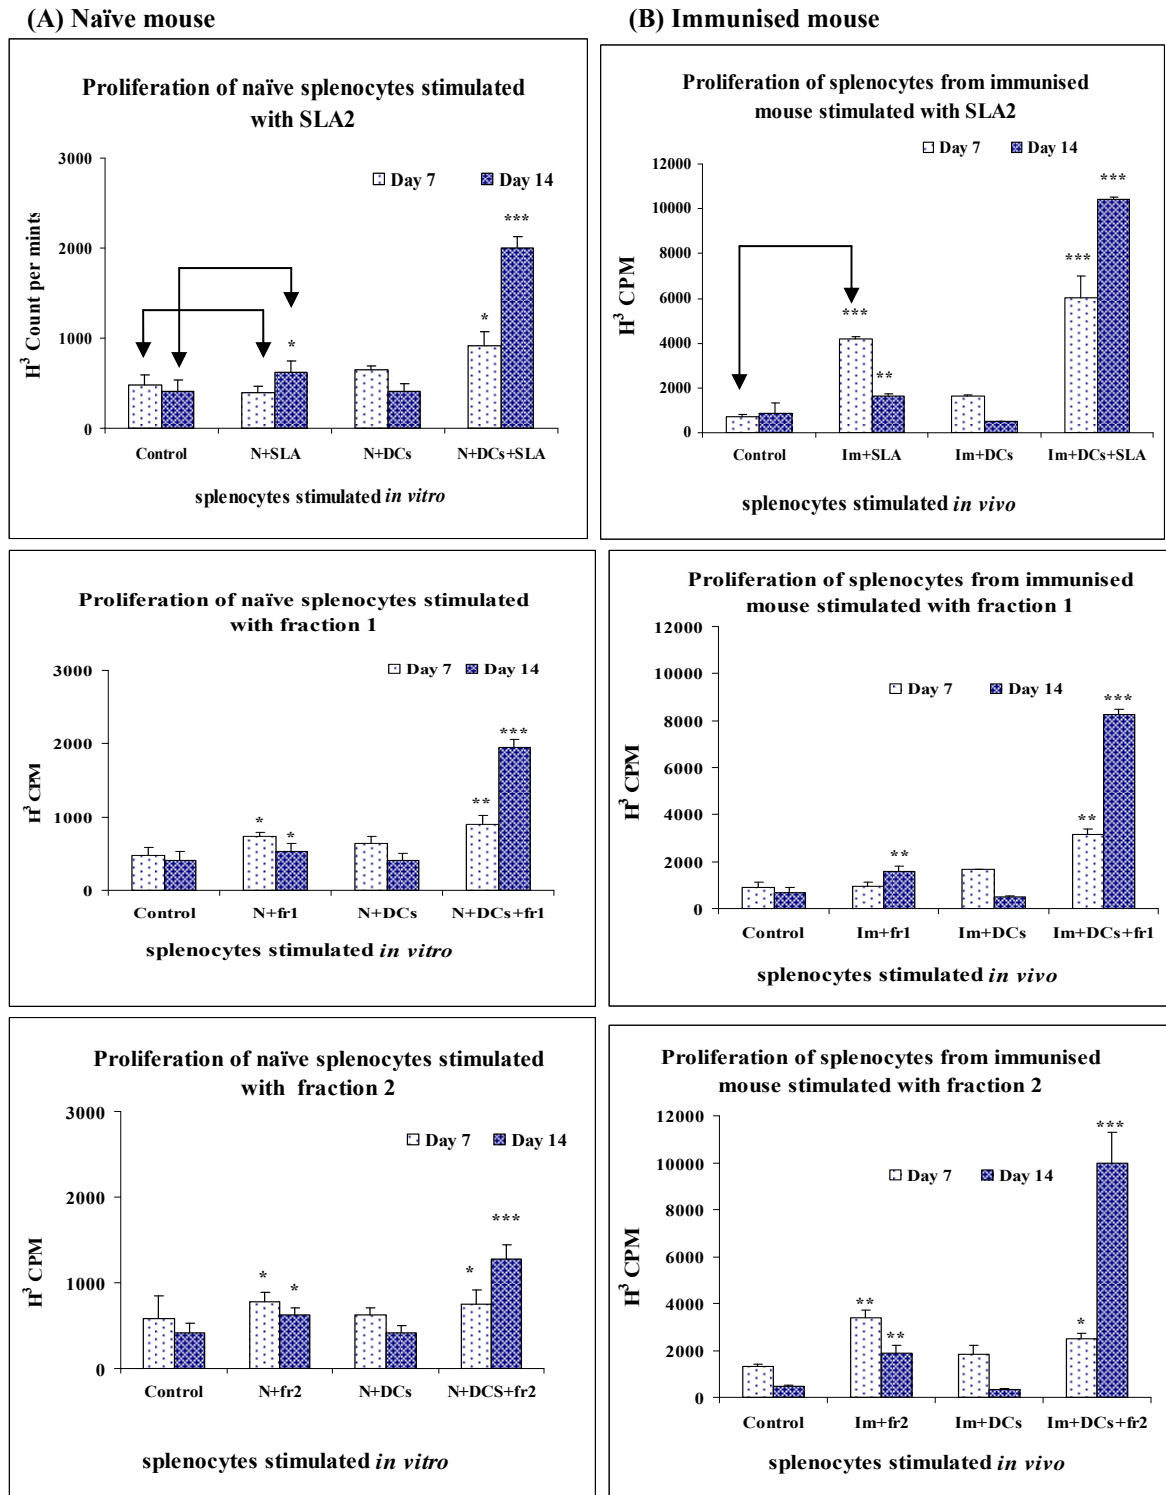 (A) Naïve mouse
(B) Immunised mouse
Proliferation of naïve splenocytes stimulated
with SLA2
3000
2000
1000
0
H³ Count per mints
Day 7
Day 14
*
*
***
Control
N+SLA
N+DCs
N+DCs+SLA
splenocytes stimulated in vitro
Proliferation of splenocytes from immunised
mouse stimulated with SLA2
12000
10000
8000
6000
4000
2000
0
H³ CPM
Day 7
Day 14
***
**
***
***
Control
Im+SLA
Im+DCs
Im+DCs+SLA
splenocytes stimulated in vivo
Proliferation of naïve splenocytes stimulated
with fraction 1
3000
2000
1000
0
H³ CPM
Day 7
Day 14
*
*
**
***
Control
N+fr1
N+DCs
N+DCs+fr1
splenocytes stimulated in vitro
Proliferation of splenocytes from immunised
mouse stimulated with fraction 1
12000
10000
8000
6000
4000
2000
0
H³ CPM
Day 7
Day 14
**
**
***
Control
Im+fr1
Im+DCs
Im+DCs+fr1
splenocytes stimulated in vivo
Proliferation of naïve splenocytes stimulated
with fraction 2
3000
2000
1000
0
H³ CPM
Day 7
Day 14
*
*
*
***
Control
N+fr2
N+DCs
N+DCS+fr2
splenocytes stimulated in vitro
Proliferation of splenocytes from immunised
mouse stimulated with fraction 2
12000
10000
8000
6000
4000
2000
0
H³ CPM
Day 7
Day 14
**
**
*
***
Control
Im+fr2
Im+DCs
Im+DCs+fr2
splenocytes stimulated in vivo